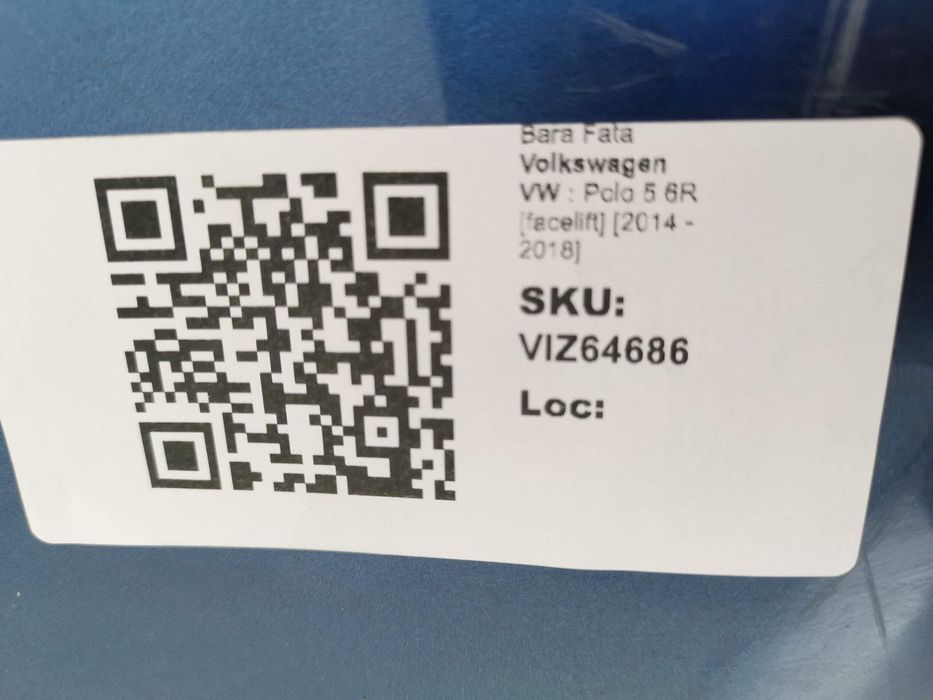 Bara Fata
Volkswagen
VW : Polo 5 6R
[facelift] [2014 -
2018]
SKU:
VIZ64686
Loc: